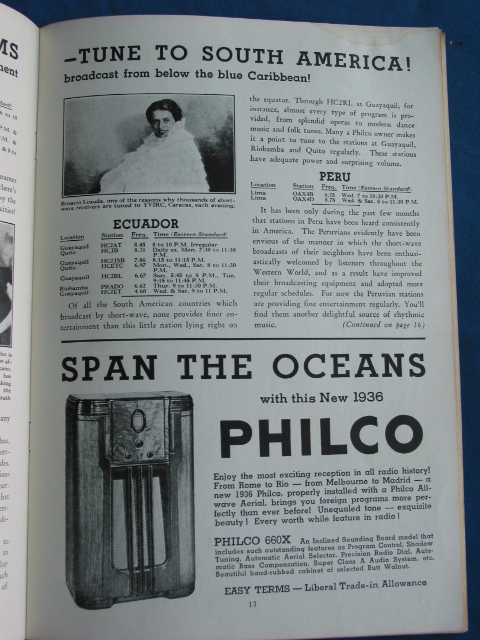 MS
ment
—TUNE TO SOUTH AMERICA!
broadcast from below the blue Caribbean!
Rosario Losada, one of the reasons why thousands of short-
wave receivers are tuned to YV2RC, Caracas, each evening.
ECUADOR
Location Station Freq. Time (Eastern Standard)
Guayaquil HC2AT 8.45 8 to 10 P.M. Irregular
Quito HCJB 8.21 Daily ex. Mon. 7:30 to 11:30
P.M.
Guayaquil HC2JSB 7.86 8:15 to 11:15 P.M.
Quito HCETC 6.97 Mon., Wed., Sat. 8 to 11:30
P.M.
Guayaquil HC2RL 6.67 Sun. 5:45 to 8 P.M., Tue.
9:15 to 11:45 P.M.
Riobamba PRADO 6.62 Thur. 9 to 11:30 P.M.
Guayaquil HC2ET 4.60 Wed. & Sat. 9 to 11 P.M.
Of all the South American countries which
broadcast by short-wave, none provides finer en-
tertainment than this little nation lying right on
the equator. Through HC2RL at Guayaquil, for
instance, almost every type of program is pro-
vided, from splendid operas to modern dance
music and folk tunes. Many a Philco owner makes
it a point to tune to the stations at Guayaquil,
Riobamba and Quito regularly. These stations
have adequate power and surprising volume.
PERU
Location Station Freq. Time (Eastern Standard)
Lima OAX4B 6.12 Wed. 7 to 10:30 P.M.
Lima OAX4D 5.78 Wed. & Sat. 9 to 11:30 P.M.
It has been only during the past few months
that stations in Peru have been heard consistently
in America. The Peruvians evidently have been
envious of the manner in which the short-wave
broadcasts of their neighbors have been enthusi-
astically welcomed by listeners throughout the
Western World, and as a result have improved
their broadcasting equipment and adopted more
regular schedules. For now the Peruvian stations
are providing fine entertainment regularly. You'll
find them another delightful source of rhythmic
music. (Continued on page 16)
SPAN THE OCEANS
with this New 1936
PHILCO
Enjoy the most exciting reception in all radio history!
From Rome to Rio — from Melbourne to Madrid — a
new 1936 Philco, properly installed with a Philco All-
wave Aerial, brings you foreign programs more per-
fectly than ever before! Unequaled tone — exquisite
beauty! Every worth while feature in radio!
PHILCO 660X An Inclined Sounding Board model that
includes such outstanding features as Program Control, Shadow
Tuning, Automatic Aerial Selector, Precision Radio Dial, Auto-
matic Bass Compensation, Super Class A Audio System, etc.
Beautiful hand-rubbed cabinet of selected Butt Walnut.
EASY TERMS — Liberal Trade-in Allowance
13